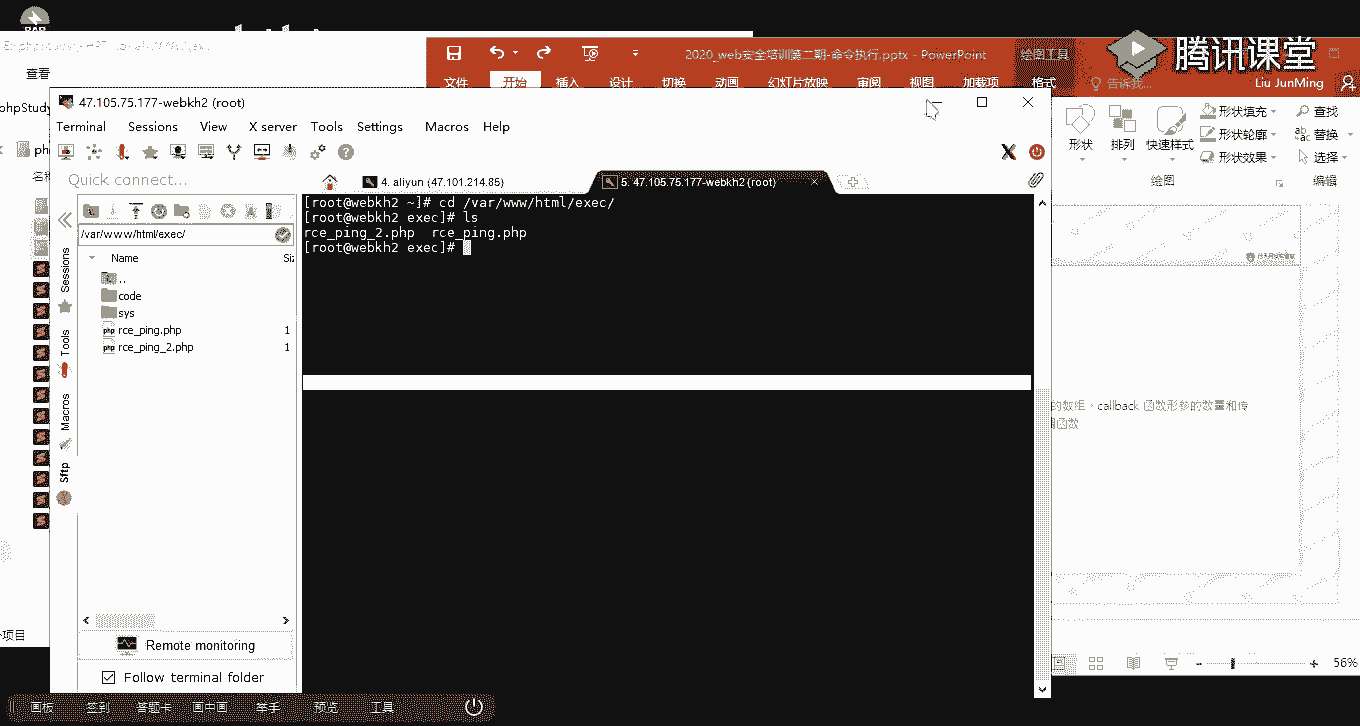 查看
2020_web安全培训第二期-命令执行.pptx - PowerPoint
绘图工具
腾讯课堂
文件 开始 插入 设计 切换 动画 幻灯片放映 审阅 视图 加载项 格式 告诉我... Liu JunMing
phpStudy
47.105.75.177-webkh2 (root)
Terminal Sessions View X server Tools Settings Macros Help
形状 排列 快速样式
形状填充
形状轮廓
形状效果
查找
替换
选择
绘图 编辑
Quick connect...
4. aliyun (47.101.214.85)
5. 47.105.75.177-webkh2 (root)
/var/www/html/exec/
Name
Siz
..
code
sys
rce_ping.php 1
rce_ping_2.php 1
Sessions
Tools
Macros
Sftp
[root@webkh2 ~]# cd /var/www/html/exec/
[root@webkh2 exec]# ls
rce_ping_2.php rce_ping.php
[root@webkh2 exec]#
的数组，callback 函数形参的数量和传
函数
Remote monitoring
Follow terminal folder
个项目
56%
画板 签到 答题卡 画中画 举手 预览 工具